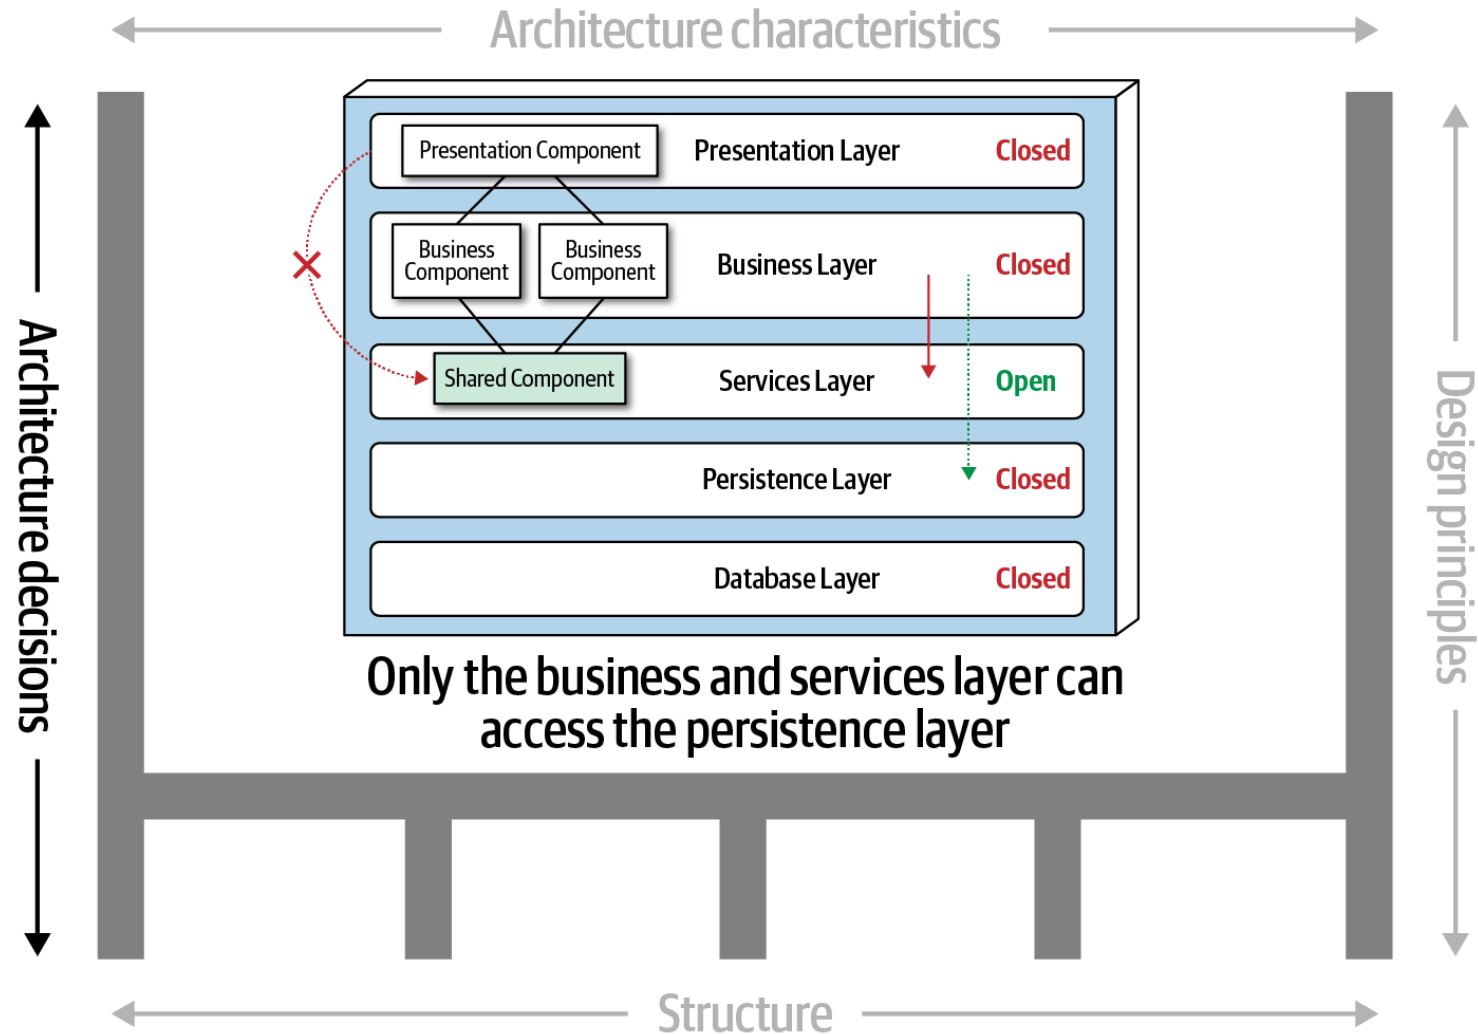 Architecture characteristics
Architecture decisions
Presentation Component
Presentation Layer
Closed
Business
Component
Business
Component
Business Layer
Closed
Shared Component
Services Layer
Open
Persistence Layer
Closed
Database Layer
Closed
Only the business and services layer can
access the persistence layer
Design principles
Structure